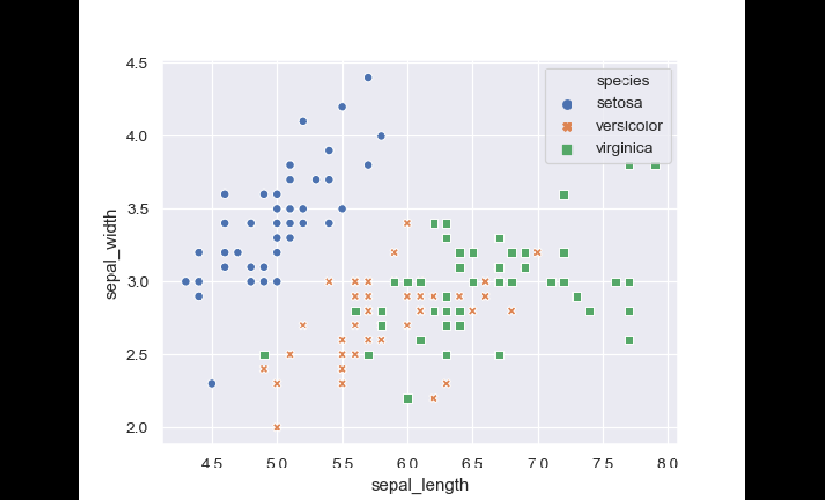 4.5
species
setosa
4.0
versicolor
virginica
3.5
sepal_width
3.0
2.5
2.0
4.5 5.0 5.5 6.0 6.5 7.0 7.5 8.0
sepal_length